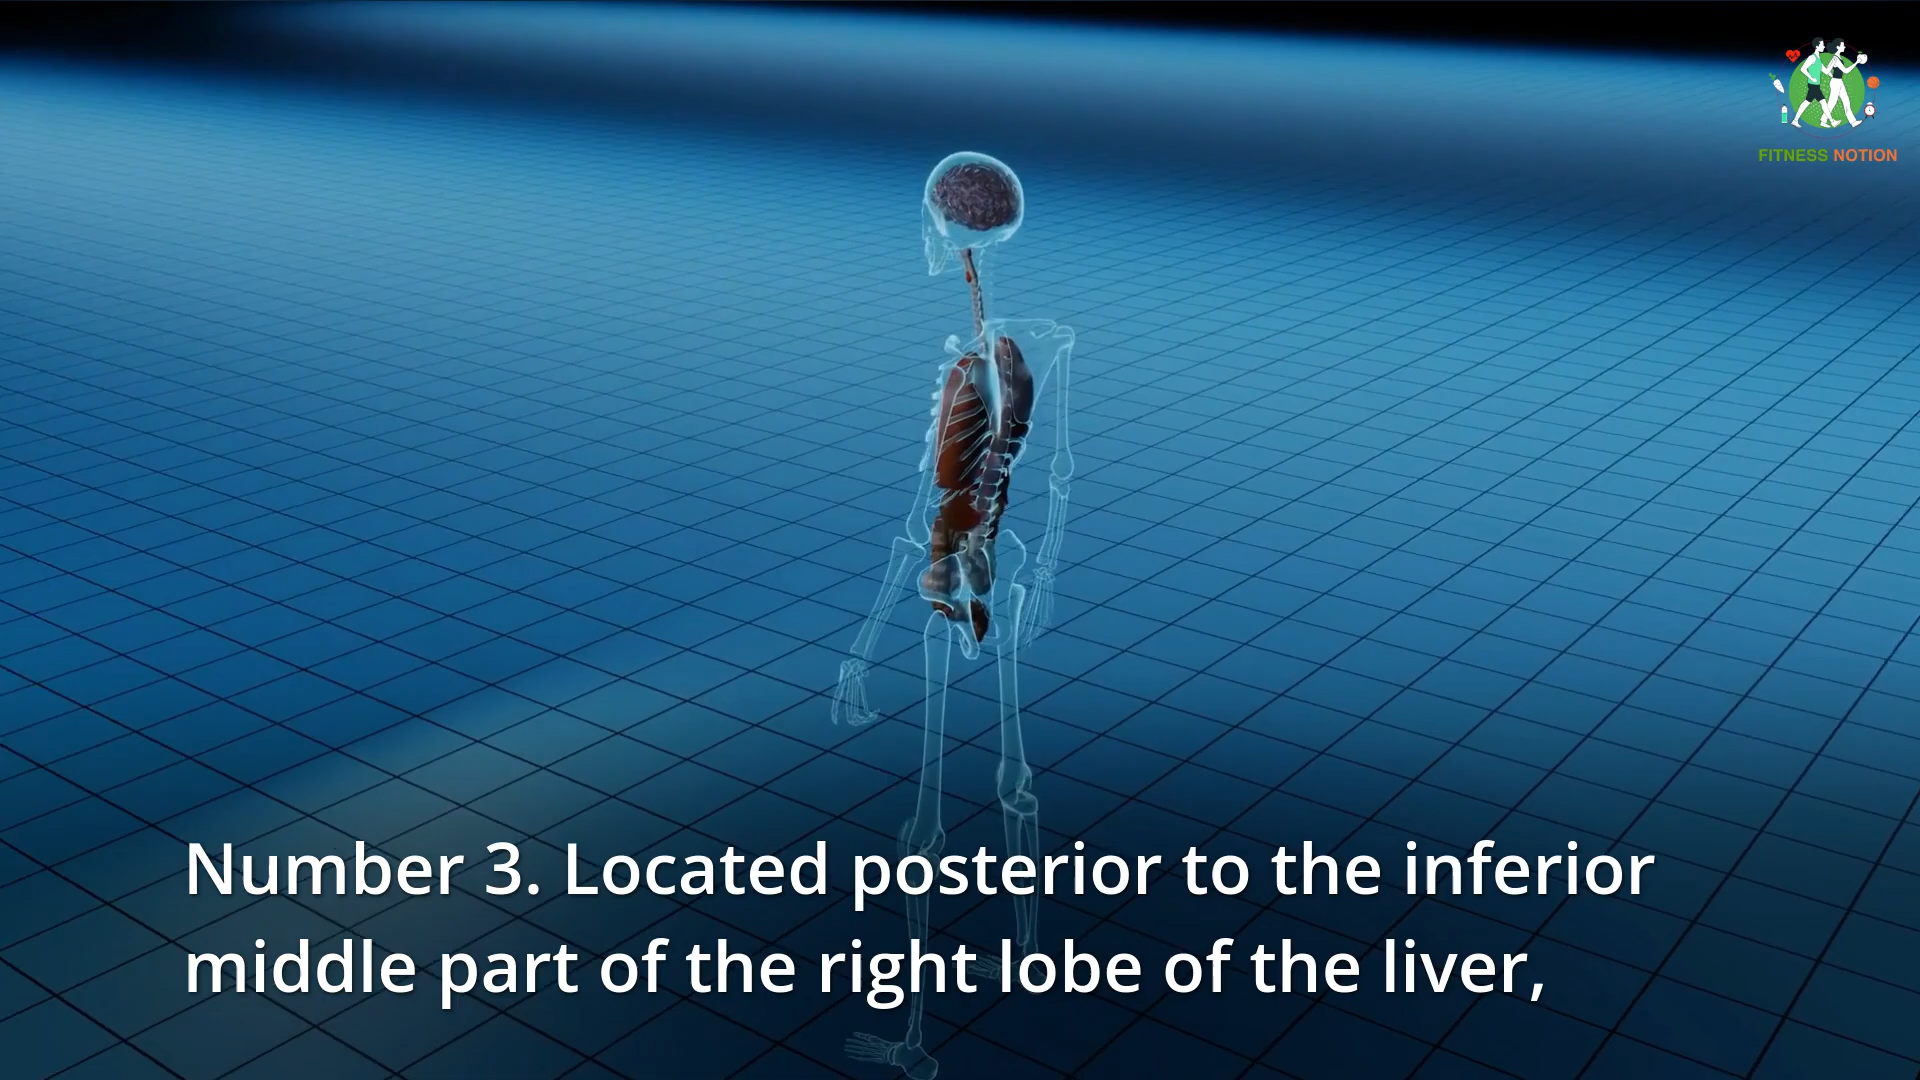 FITNESS NOTION
Number 3. Located posterior to the inferior
middle part of the right lobe of the liver,